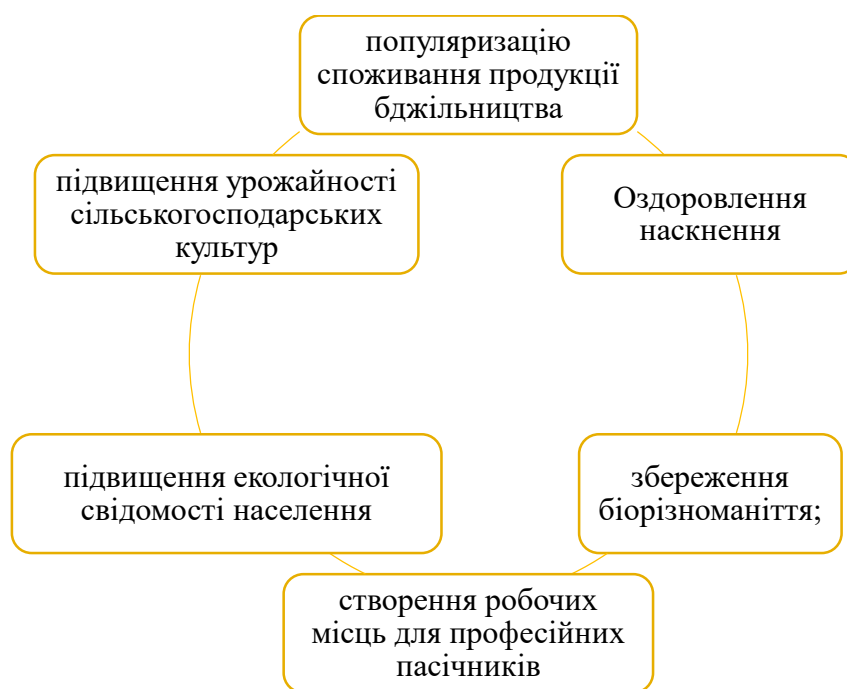 популяризацію
споживання продукції
бджільництва
Оздоровлення
наскнення
збереження
біорізноманіття;
створення робочих
місць для професійних
пасічників
підвищення екологічної
свідомості населення
підвищення урожайності
сільськогосподарських
культур